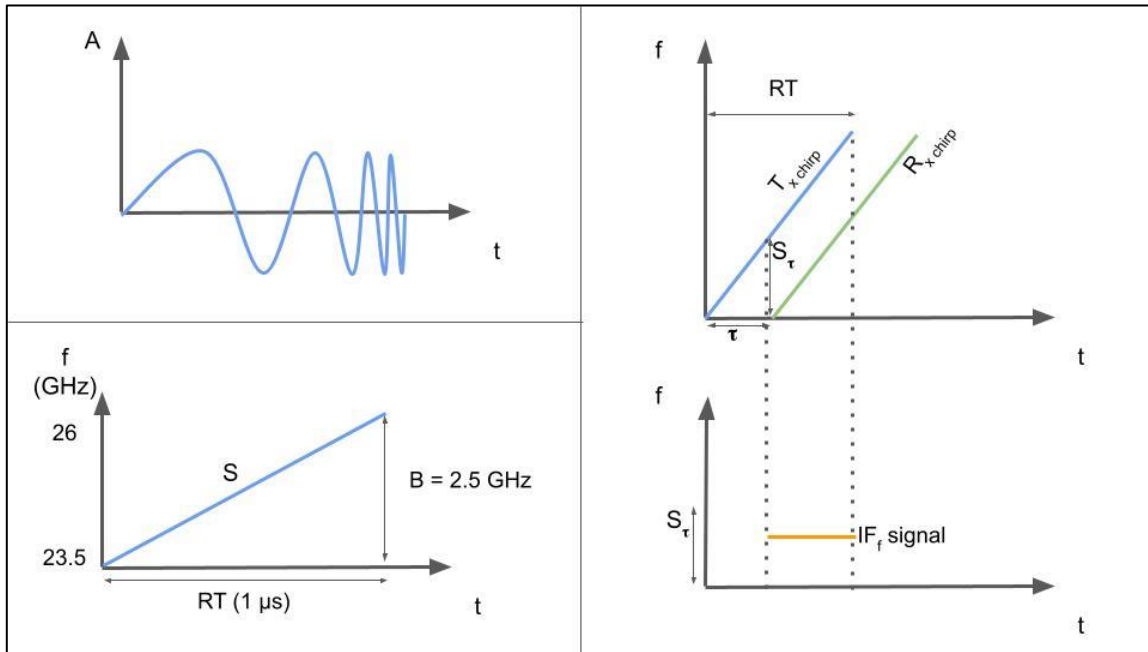 A
t
f
(GHz)
26
S
B = 2.5 GHz
23.5
RT (1 µs)
t
f
RT
Tx chirp
Rx chirp
Sτ
τ
t
f
Sτ
IFf signal
t